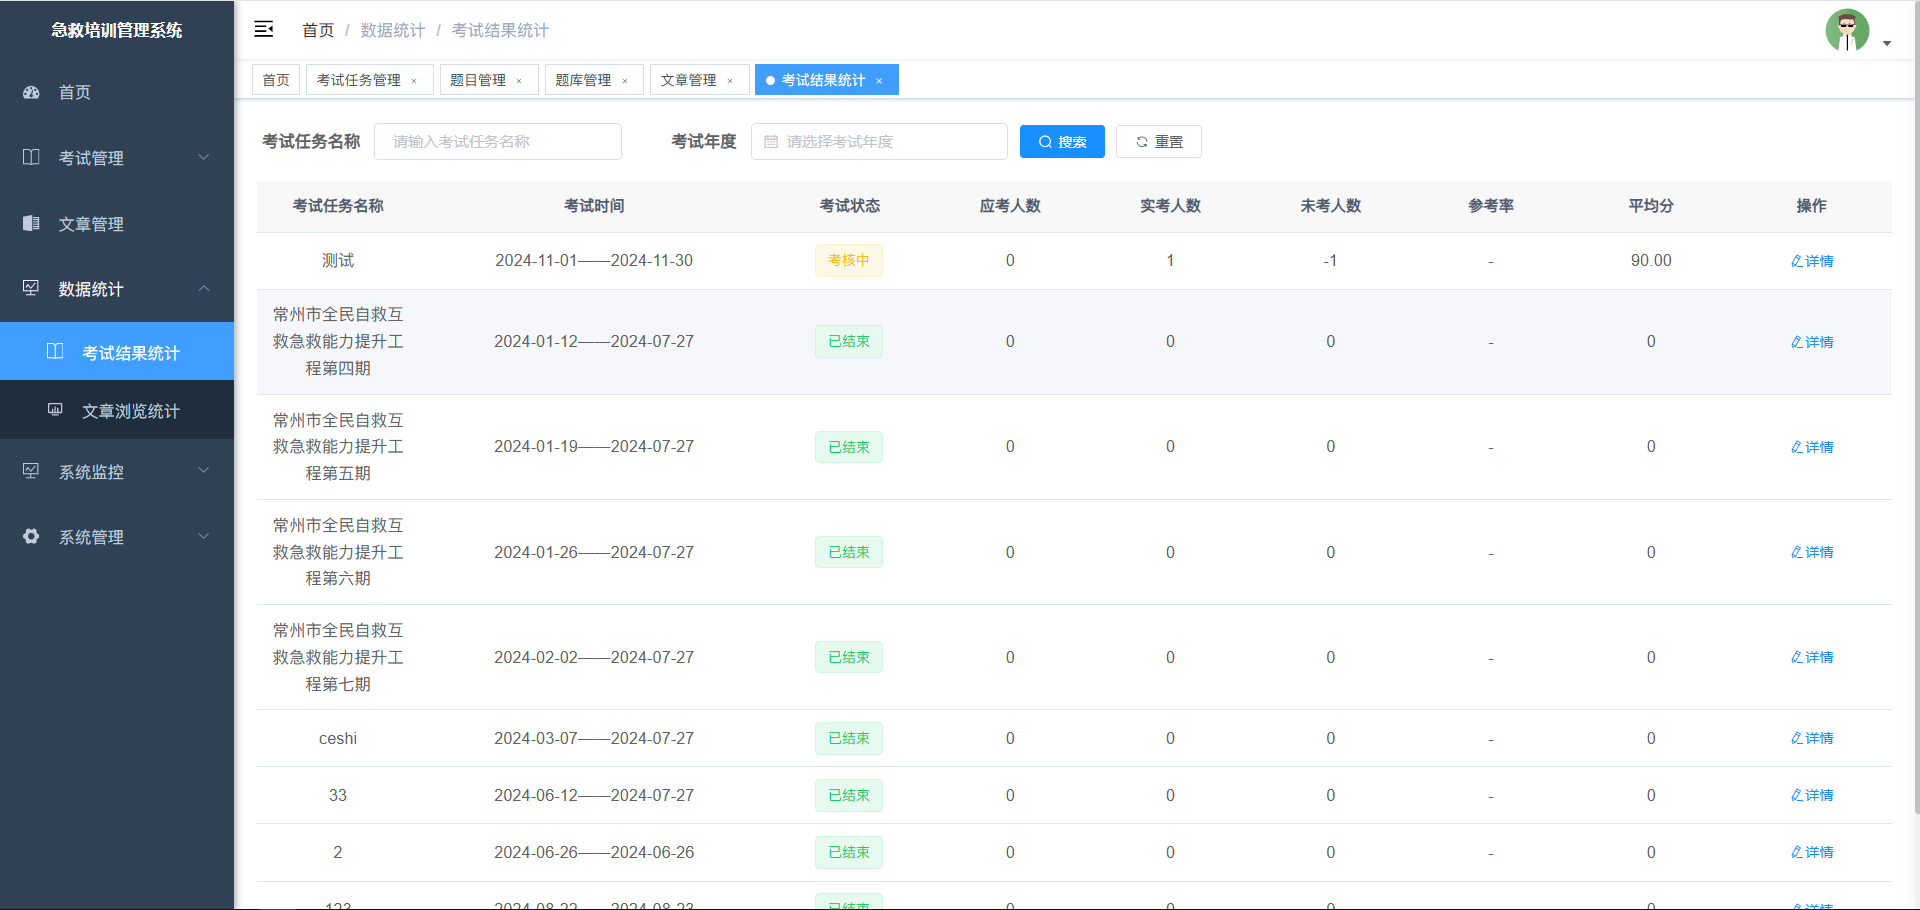 急救培训管理系统
首页 / 数据统计 / 考试结果统计
首页 考试任务管理 × 题目管理 × 题库管理 × 文章管理 × 考试结果统计 ×
首页
考试管理
文章管理
数据统计
考试结果统计
文章浏览统计
系统监控
系统管理
考试任务名称 请输入考试任务名称 考试年度 请选择考试年度 搜索 重置
考试任务名称 考试时间 考试状态 应考人数 实考人数 未考人数 参考率 平均分 操作
测试 2024-11-01——2024-11-30 考核中 0 1 -1 - 90.00 详情
常州市全民自救互
救急救能力提升工 2024-01-12——2024-07-27 已结束 0 0 0 - 0 详情
程第四期
常州市全民自救互
救急救能力提升工 2024-01-19——2024-07-27 已结束 0 0 0 - 0 详情
程第五期
常州市全民自救互
救急救能力提升工 2024-01-26——2024-07-27 已结束 0 0 0 - 0 详情
程第六期
常州市全民自救互
救急救能力提升工 2024-02-02——2024-07-27 已结束 0 0 0 - 0 详情
程第七期
ceshi 2024-03-07——2024-07-27 已结束 0 0 0 - 0 详情
33 2024-06-12——2024-07-27 已结束 0 0 0 - 0 详情
2 2024-06-26——2024-06-26 已结束 0 0 0 - 0 详情
123 2024-08-22——2024-08-23 已结束 0 0 0 0 详情